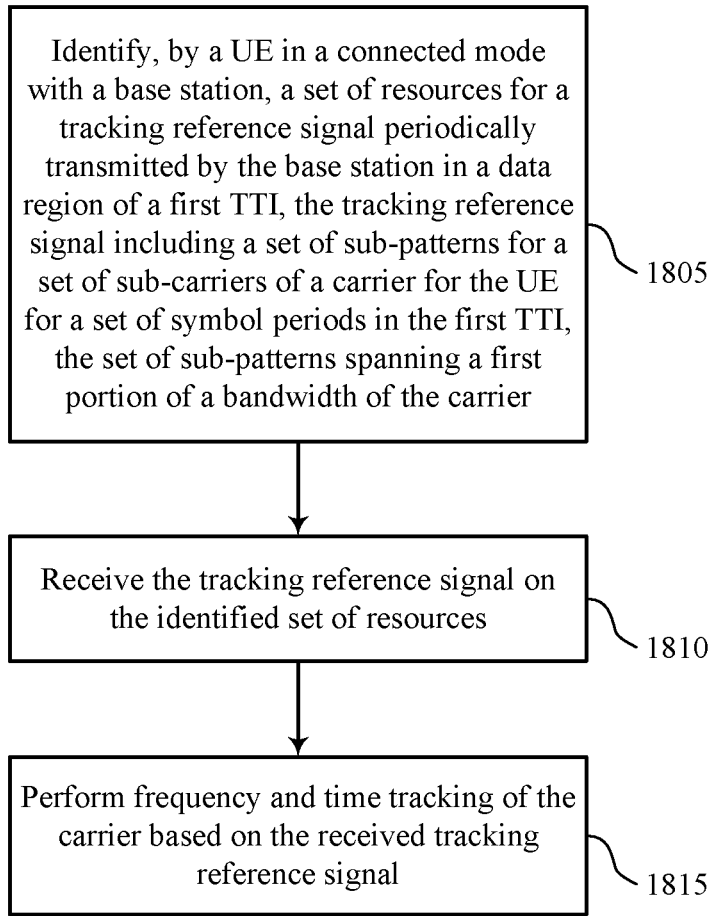 Identify, by a UE in a connected mode
with a base station, a set of resources for a
tracking reference signal periodically
transmitted by the base station in a data
region of a first TTI, the tracking reference
signal including a set of sub-patterns for a
set of sub-carriers of a carrier for the UE
for a set of symbol periods in the first TTI,
the set of sub-patterns spanning a first
portion of a bandwidth of the carrier
1805
Receive the tracking reference signal on
the identified set of resources
1810
Perform frequency and time tracking of the
carrier based on the received tracking
reference signal
1815